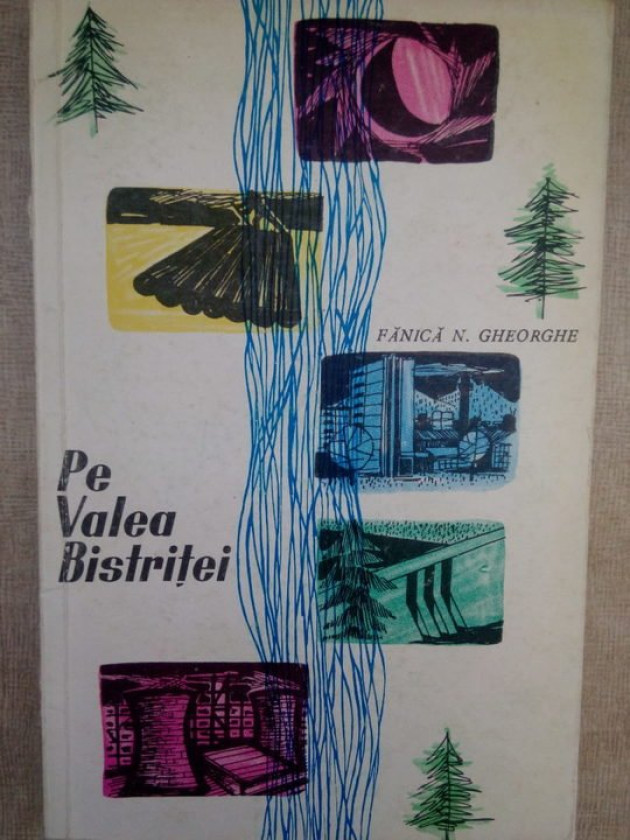 FĂNICĂ N. GHEORGHE
Pe
Valea
Bistriței